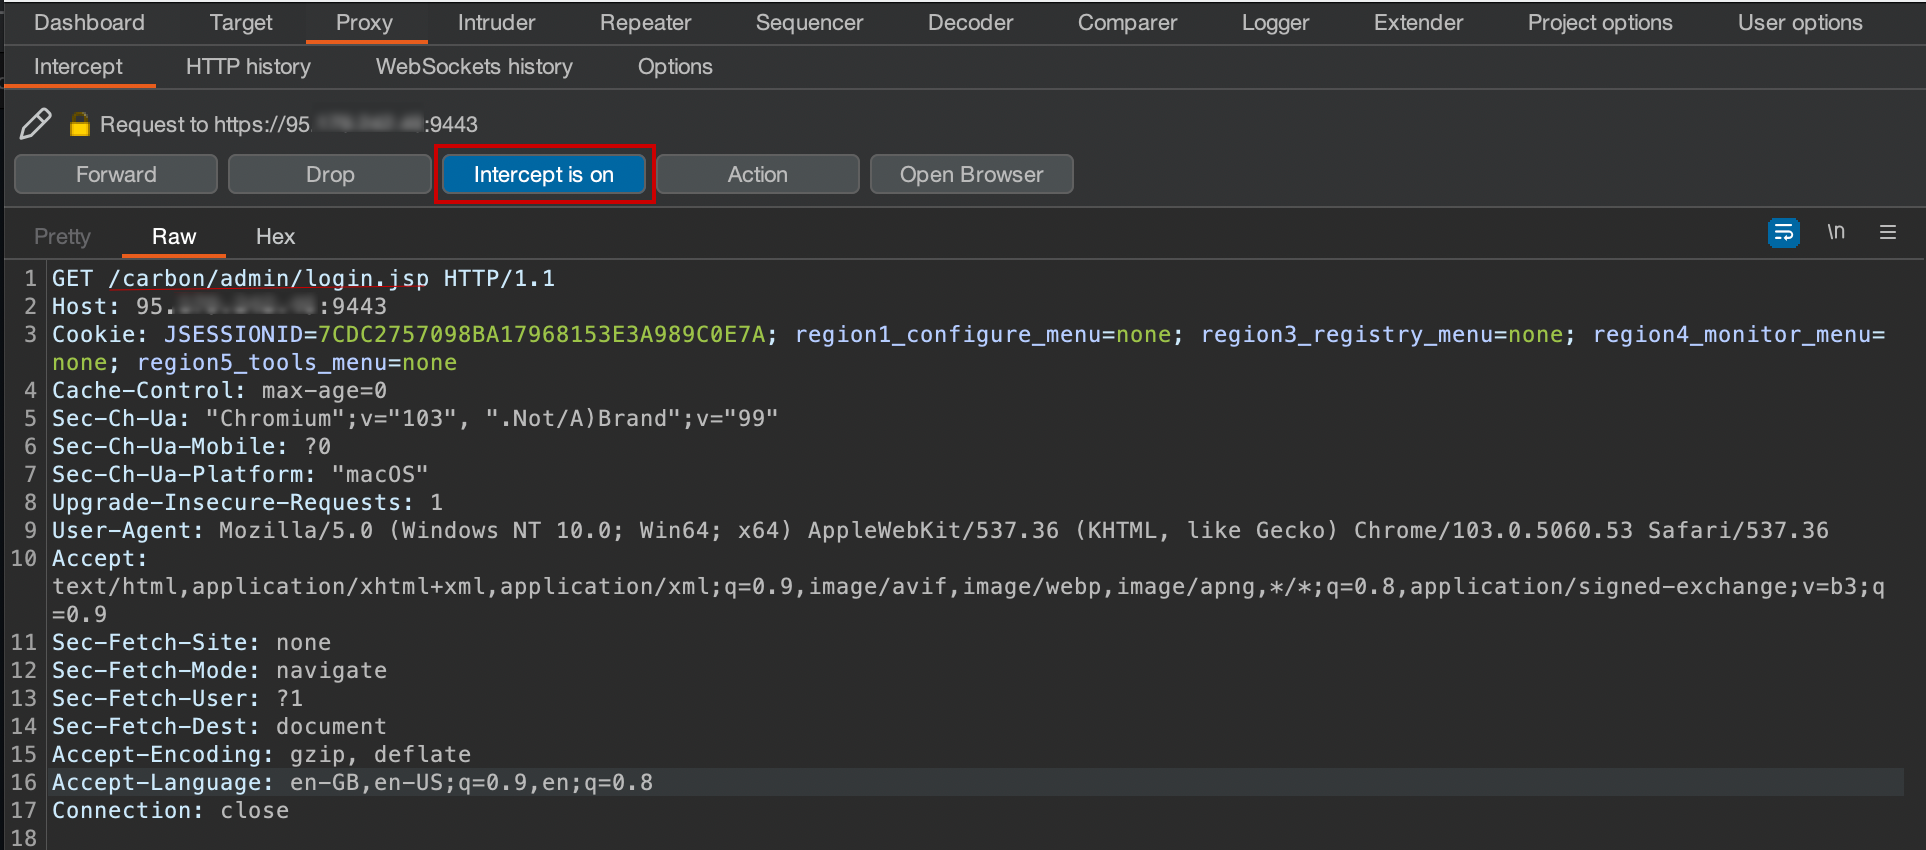 Dashboard Target Proxy Intruder Repeater Sequencer Decoder Comparer Logger Extender Project options User options
Intercept HTTP history WebSockets history Options
Request to https://95. :9443
Forward Drop Intercept is on Action Open Browser
Pretty Raw Hex \n
1 GET /carbon/admin/login.jsp HTTP/1.1
2 Host: 95. :9443
3 Cookie: JSESSIONID=7CDC2757098BA17968153E3A989C0E7A; region1_configure_menu=none; region3_registry_menu=none; region4_monitor_menu=
none; region5_tools_menu=none
4 Cache-Control: max-age=0
5 Sec-Ch-Ua: "Chromium";v="103", ".Not/A)Brand";v="99"
6 Sec-Ch-Ua-Mobile: ?0
7 Sec-Ch-Ua-Platform: "macOS"
8 Upgrade-Insecure-Requests: 1
9 User-Agent: Mozilla/5.0 (Windows NT 10.0; Win64; x64) AppleWebKit/537.36 (KHTML, like Gecko) Chrome/103.0.5060.53 Safari/537.36
10 Accept:
text/html,application/xhtml+xml,application/xml;q=0.9,image/avif,image/webp,image/apng,*/*;q=0.8,application/signed-exchange;v=b3;q
=0.9
11 Sec-Fetch-Site: none
12 Sec-Fetch-Mode: navigate
13 Sec-Fetch-User: ?1
14 Sec-Fetch-Dest: document
15 Accept-Encoding: gzip, deflate
16 Accept-Language: en-GB,en-US;q=0.9,en;q=0.8
17 Connection: close
18